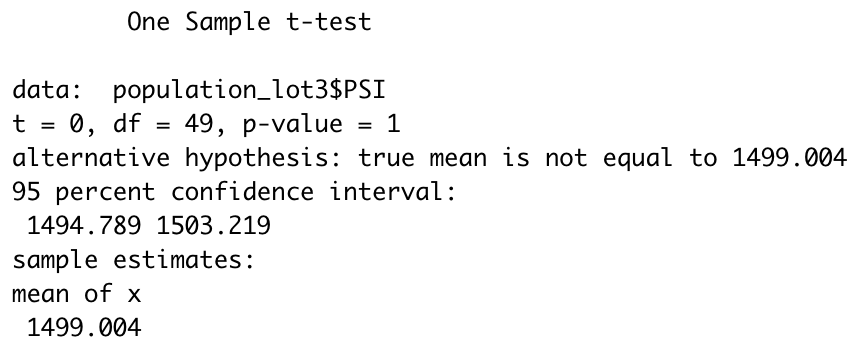 One Sample t-test
data:  population_lot3$PSI
t = 0, df = 49, p-value = 1
alternative hypothesis: true mean is not equal to 1499.004
95 percent confidence interval:
1494.789 1503.219
sample estimates:
mean of x
1499.004